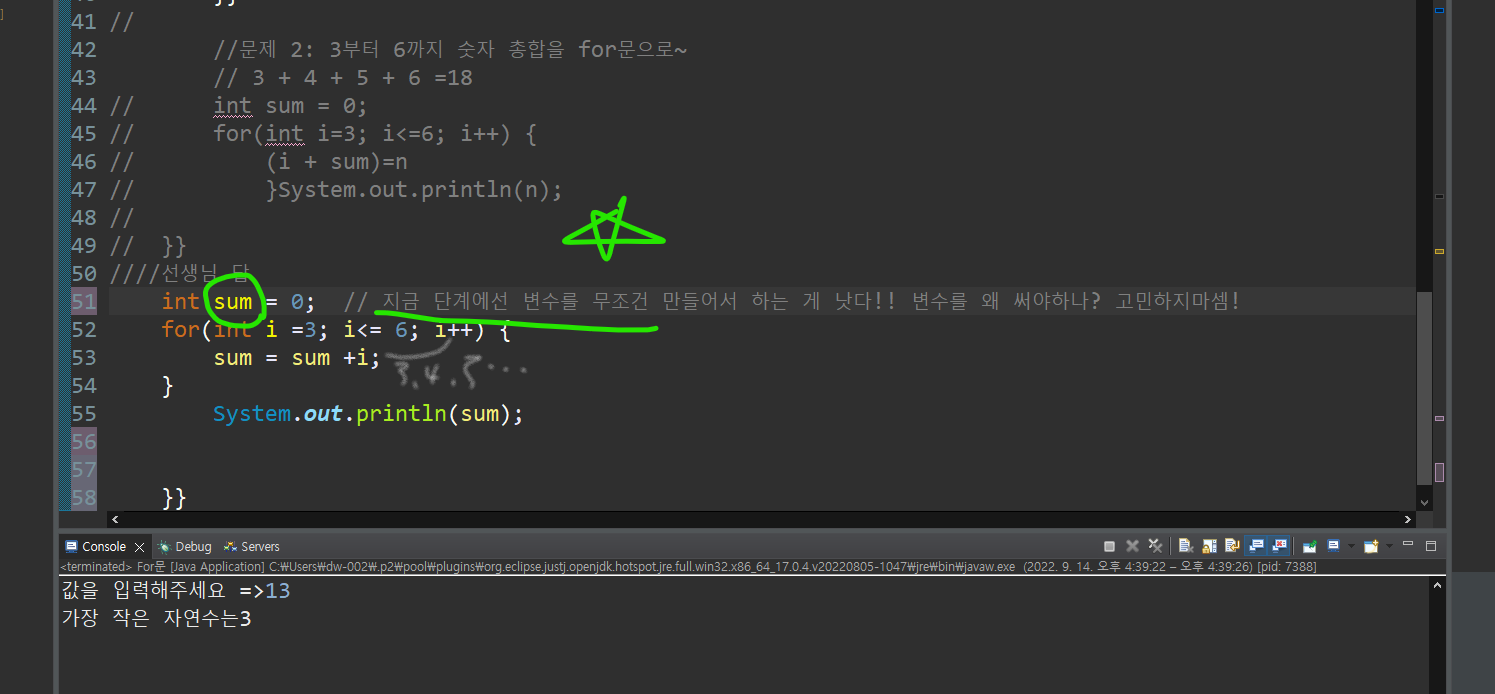 41 //
42 //문제 2: 3부터 6까지 숫자 총합을 for문으로~
43 // 3 + 4 + 5 + 6 =18
44 // int sum = 0;
45 // for(int i=3; i<=6; i++) {
46 // (i + sum)=n
47 // }System.out.println(n);
48 //
49 // }}
50 ////선생님 답
51 int sum = 0; // 지금 단계에선 변수를 무조건 만들어서 하는 게 낫다!! 변수를 왜 써야하나? 고민하지마셈!
52 for(int i =3; i<= 6; i++) {
53 sum = sum +i;
3.4.5...
54 }
55 System.out.println(sum);
56
57
58 }}
Console Debug Servers
<terminated> For문 [Java Application] C:₩Users₩dw-002₩.p2₩pool₩plugins₩org.eclipse.justj.openjdk.hotspot.jre.full.win32.x86_64_17.0.4.v20220805-1047₩jre₩bin₩javaw.exe (2022. 9. 14. 오후 4:39:22 – 오후 4:39:26) [pid: 7388]
값을 입력해주세요 =>13
가장 작은 자연수는3